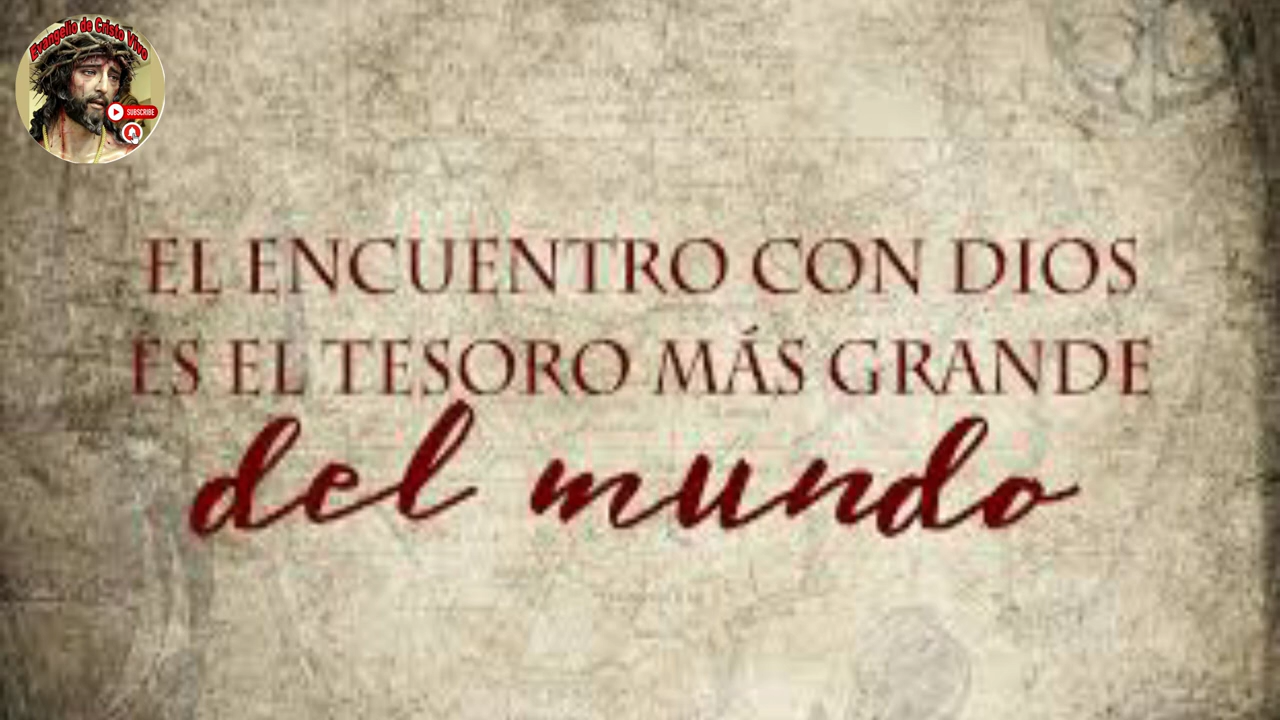 Evangelio de Cristo Vivo
SUBSCRIBE
EL ENCUENTRO CON DIOS
ES EL TESORO MÁS GRANDE
del mundo